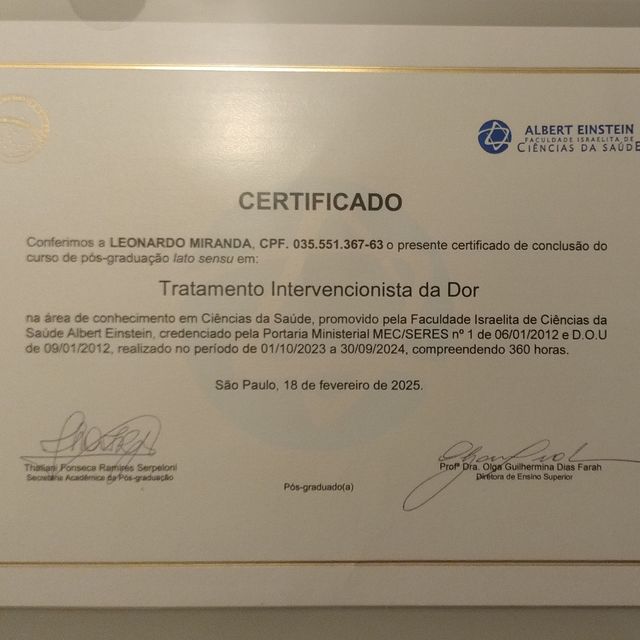 ALBERT EINSTEIN
FACULDADE ISRAELITA DE
CIÊNCIAS DA SAÚDE
CERTIFICADO
Conferimos a LEONARDO MIRANDA, CPF. 035.551.367-63 o presente certificado de conclusão do
curso de pós-graduação lato sensu em:
Tratamento Intervencionista da Dor
na área de conhecimento em Ciências da Saúde, promovido pela Faculdade Israelita de Ciências da
Saúde Albert Einstein, credenciado pela Portaria Ministerial MEC/SERES nº 1 de 06/01/2012 e D.O.U
de 09/01/2012, realizado no período de 01/10/2023 a 30/09/2024, compreendendo 360 horas.
São Paulo, 18 de fevereiro de 2025.
Thaliani Fonseca Ramires Serpeloni
Secretária Acadêmica da Pós-graduação
Profª Dra. Olga Guilhermina Dias Farah
Diretora de Ensino Superior
Pós-graduado(a)